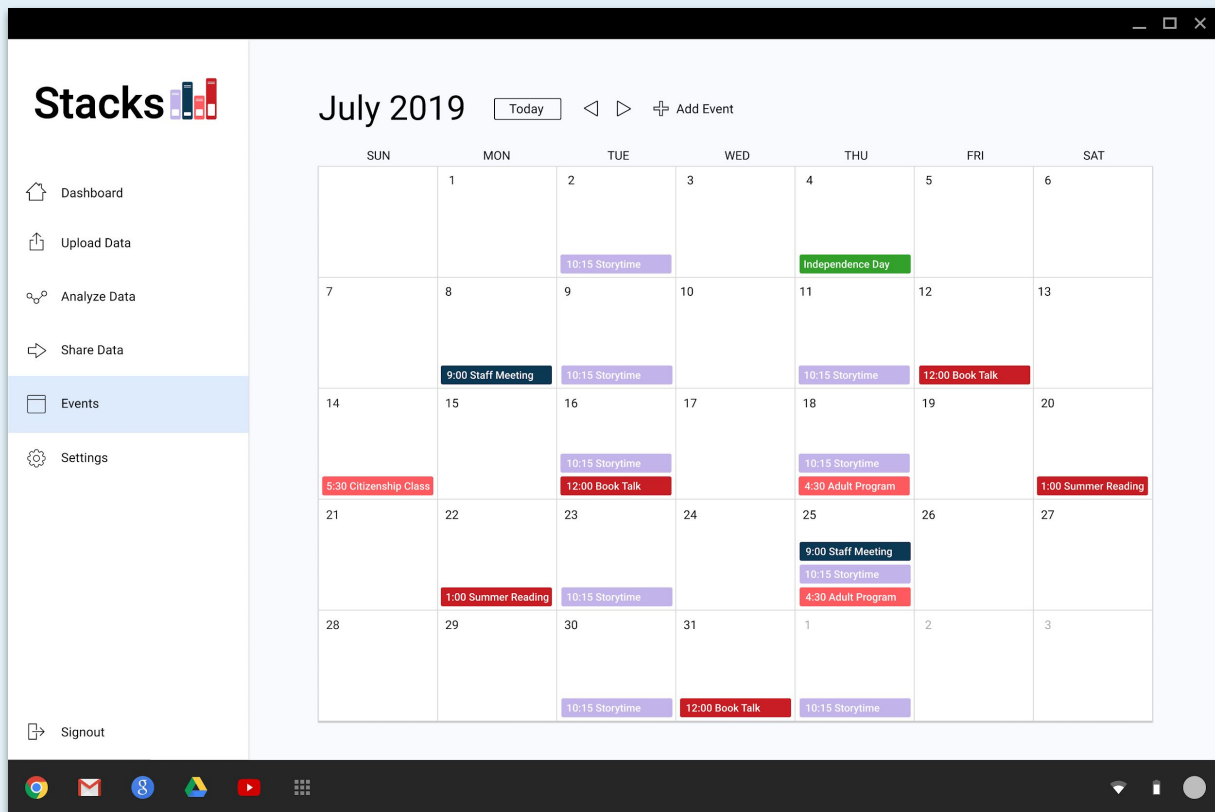 Stacks
Dashboard
Upload Data
Analyze Data
Share Data
Events
Settings
Signout
July 2019 Today Add Event
SUN MON TUE WED THU FRI SAT
1 2 3 4 5 6
10:15 Storytime Independence Day
7 8 9 10 11 12 13
9:00 Staff Meeting 10:15 Storytime 10:15 Storytime 12:00 Book Talk
14 15 16 17 18 19 20
10:15 Storytime 10:15 Storytime
5:30 Citizenship Class 12:00 Book Talk 4:30 Adult Program 1:00 Summer Reading
21 22 23 24 25 26 27
9:00 Staff Meeting
10:15 Storytime
1:00 Summer Reading 10:15 Storytime 4:30 Adult Program
28 29 30 31 1 2 3
10:15 Storytime 12:00 Book Talk 10:15 Storytime
8